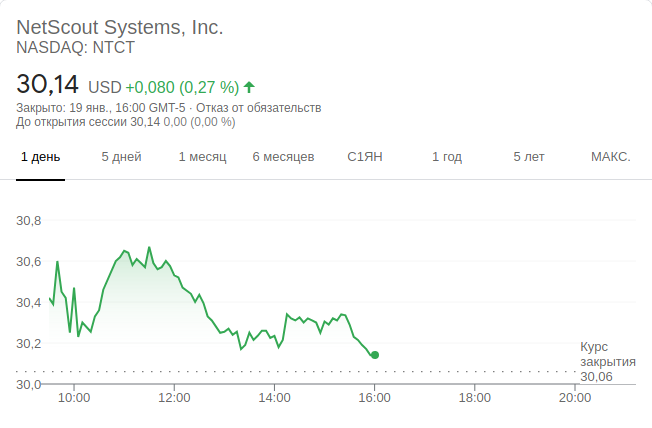 NetScout Systems, Inc.
NASDAQ: NTCT
30,14 USD +0,080 (0,27 %)
Закрыто: 19 янв., 16:00 GMT-5 · Отказ от обязательств
До открытия сессии 30,14 0,00 (0,00 %)
1 день 5 дней 1 месяц 6 месяцев С1ЯН 1 год 5 лет МАКС.
30,8
30,6
30,4
30,2
Курс
закрытия
30,06
30,0
10:00 12:00 14:00 16:00 18:00 20:00